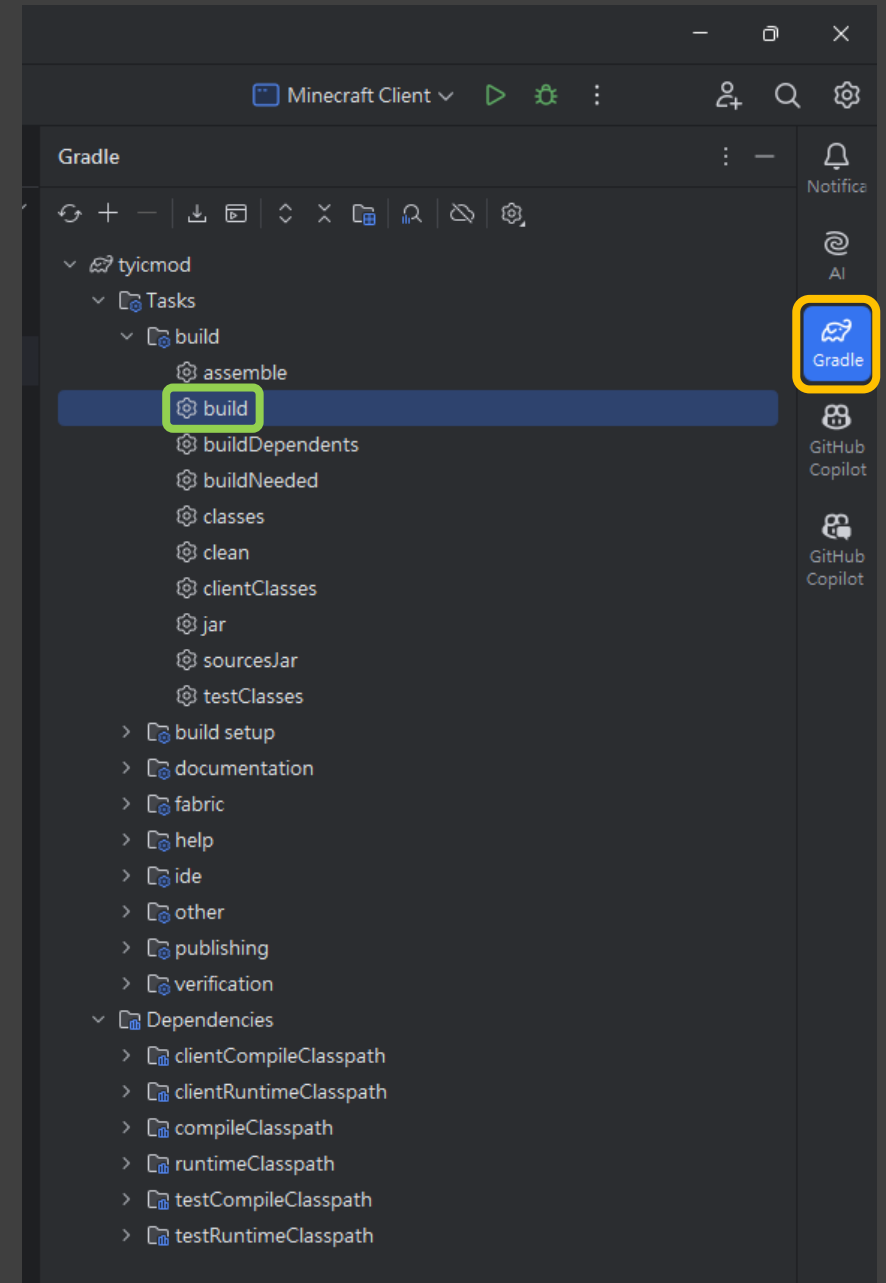 Minecraft Client
Gradle
Notifica
AI
Gradle
GitHub
Copilot
GitHub
Copilot
tyicmod
Tasks
build
assemble
build
buildDependents
buildNeeded
classes
clean
clientClasses
jar
sourcesJar
testClasses
build setup
documentation
fabric
help
ide
other
publishing
verification
Dependencies
clientCompileClasspath
clientRuntimeClasspath
compileClasspath
runtimeClasspath
testCompileClasspath
testRuntimeClasspath